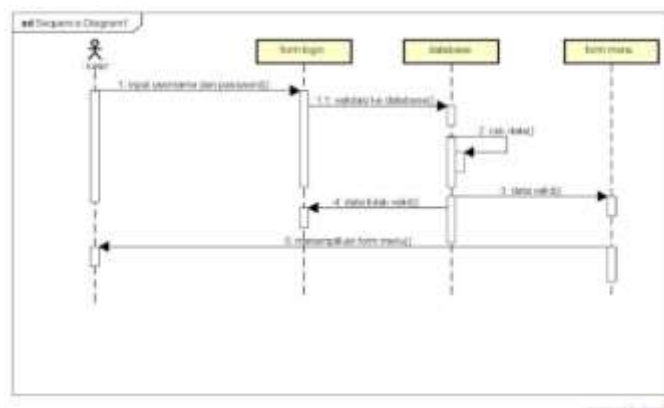 sd Sequence Diagram1
form login
database
form menu
1. input username dan password()
1.1. validasi ke database()
2. cek data()
3. data valid()
4. data tidak valid()
5. menampilkan form menu()